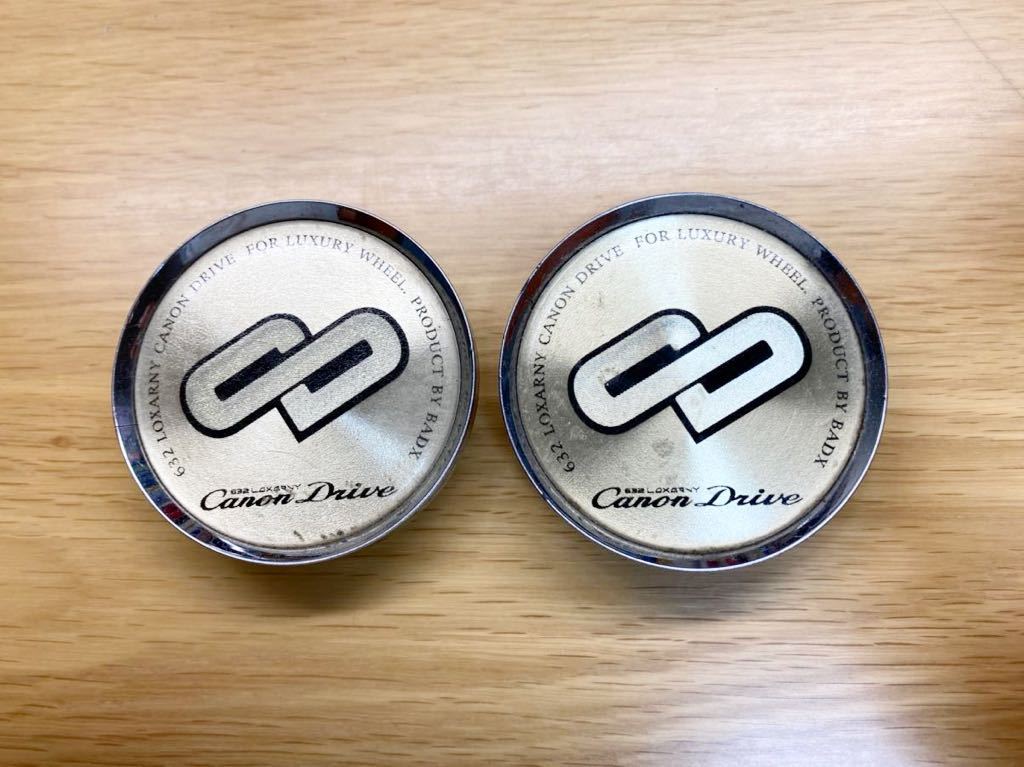 632 LOXARNY CANON DRIVE FOR LUXURY WHEEL. PRODUCT BY BADX
632 LOXARNY
Canon Drive
632 LOXARNY CANON DRIVE FOR LUXURY WHEEL. PRODUCT BY BADX
632 LOXARNY
Canon Drive